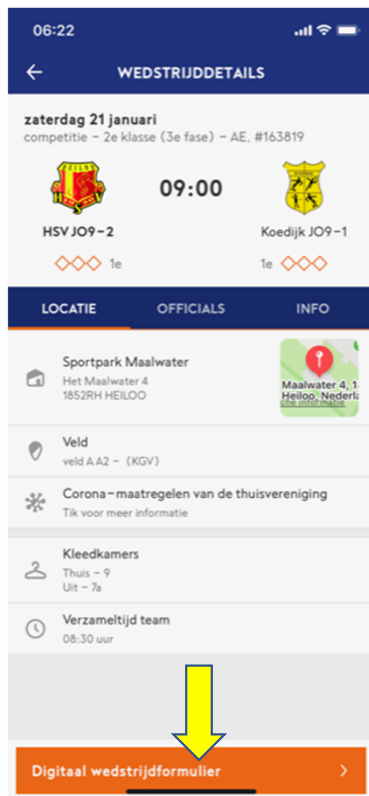 06:22
WEDSTRIJDDETAILS
zaterdag 21 januari
competitie - 2e klasse (3e fase) - AE, #163819
HEILOO
09:00
HSV JO9-2
Koedijk JO9-1
1e
1e
LOCATIE OFFICIALS INFO
Sportpark Maalwater
Het Maalwater 4
1852RH HEILOO
Maalwater 4, 1
Heiloo, Nederla
che informatie
Veld
veld A A2 - (KGV)
Corona-maatregelen van de thuisvereniging
Tik voor meer informatie
Kleedkamers
Thuis - 9
Uit - 7a
Verzameltijd team
08:30 uur
Digitaal wedstrijdformulier